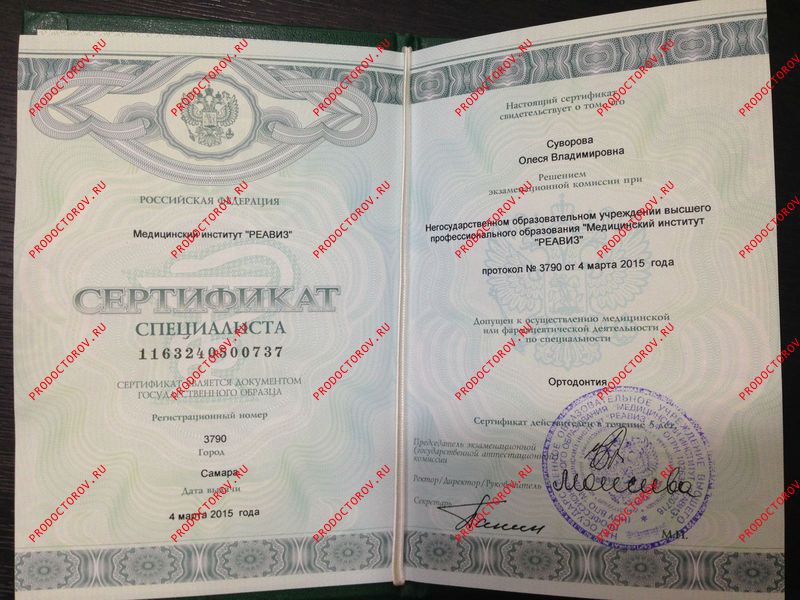 РОССИЙСКАЯ ФЕДЕРАЦИЯ
Медицинский институт "РЕАВИЗ"
СЕРТИФИКАТ
СПЕЦИАЛИСТА
1163240500737
СЕРТИФИКАТ ЯВЛЯЕТСЯ ДОКУМЕНТОМ
ГОСУДАРСТВЕННОГО ОБРАЗЦА
Регистрационный номер
3790
Город
Самара
Дата выдачи
4 марта 2015 года
Настоящий сертификат
свидетельствует о том, что
Суворова
Олеся Владимировна
Решением
экзаменационной комиссии при
Негосударственном образовательном учреждении высшего
профессионального образования "Медицинский институт
"РЕАВИЗ"
протокол № 3790 от 4 марта 2015 года
Допущен к осуществлению медицинской
или фармацевтической деятельности
по специальности
Ортодонтия
Сертификат действителен в течение 5 лет.
Председатель экзаменационной
(государственной аттестационной)
комиссии
Ректор/Директор/Руководитель
Секретарь
М.П.
PRODOCTOROV.RU